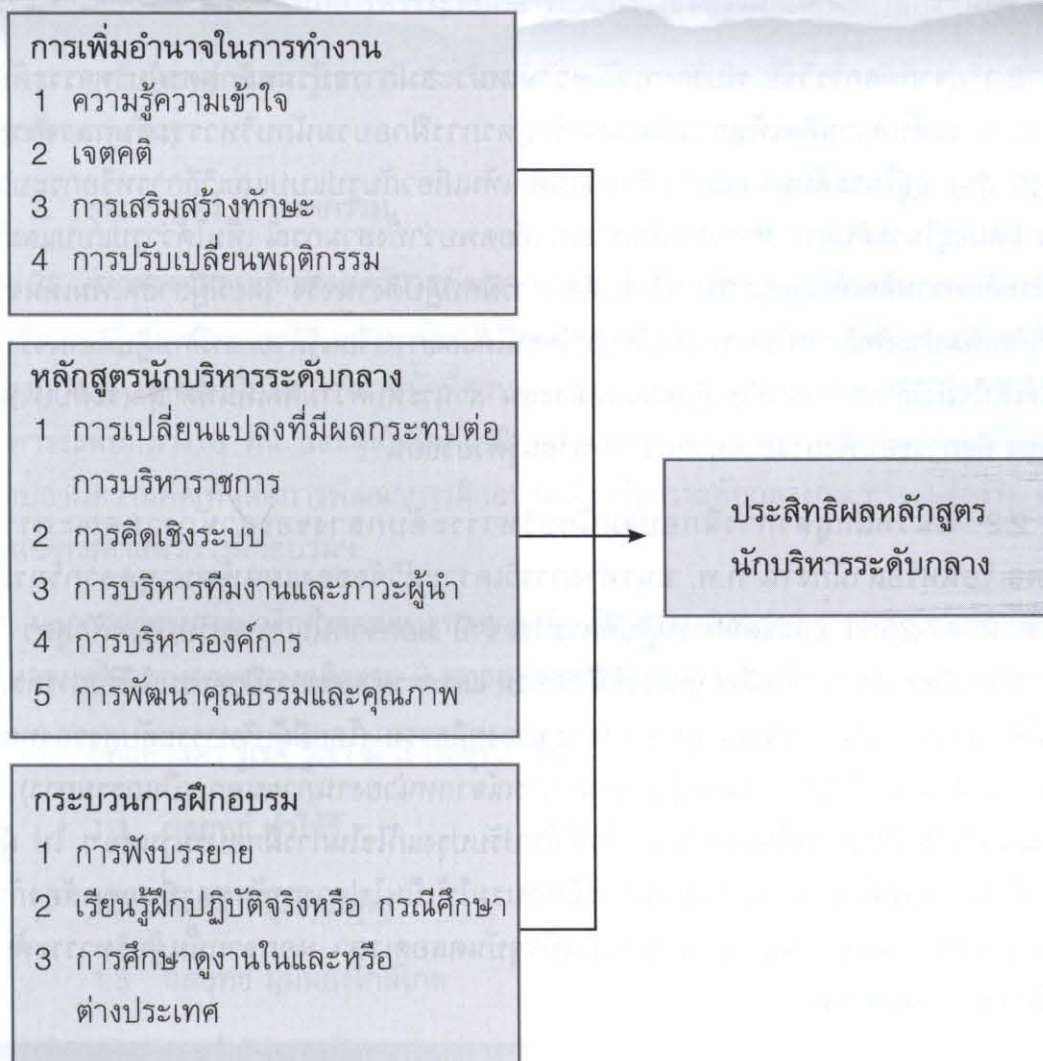 การเพิ่มอำนาจในการทำงาน
1 ความรู้ความเข้าใจ
2 เจตคติ
3 การเสริมสร้างทักษะ
4 การปรับเปลี่ยนพฤติกรรม
หลักสูตรนักบริหารระดับกลาง
1 การเปลี่ยนแปลงที่มีผลกระทบต่อ
การบริหาราชการ
2 การคิดเชิงระบบ
3 การบริหารทีมงานและภาวะผู้นำ
4 การบริหารองค์การ
5 การพัฒนาคุณธรรมและคุณภาพ
ประสิทธิผลหลักสูตร
นักบริหารระดับกลาง
กระบวนการฝึกอบรม
1 การฟังบรรยาย
2 เรียนรู้ฝึกปฏิบัติจริงหรือ กรณีศึกษา
3 การศึกษาดูงานในและหรือ
ต่างประเทศ